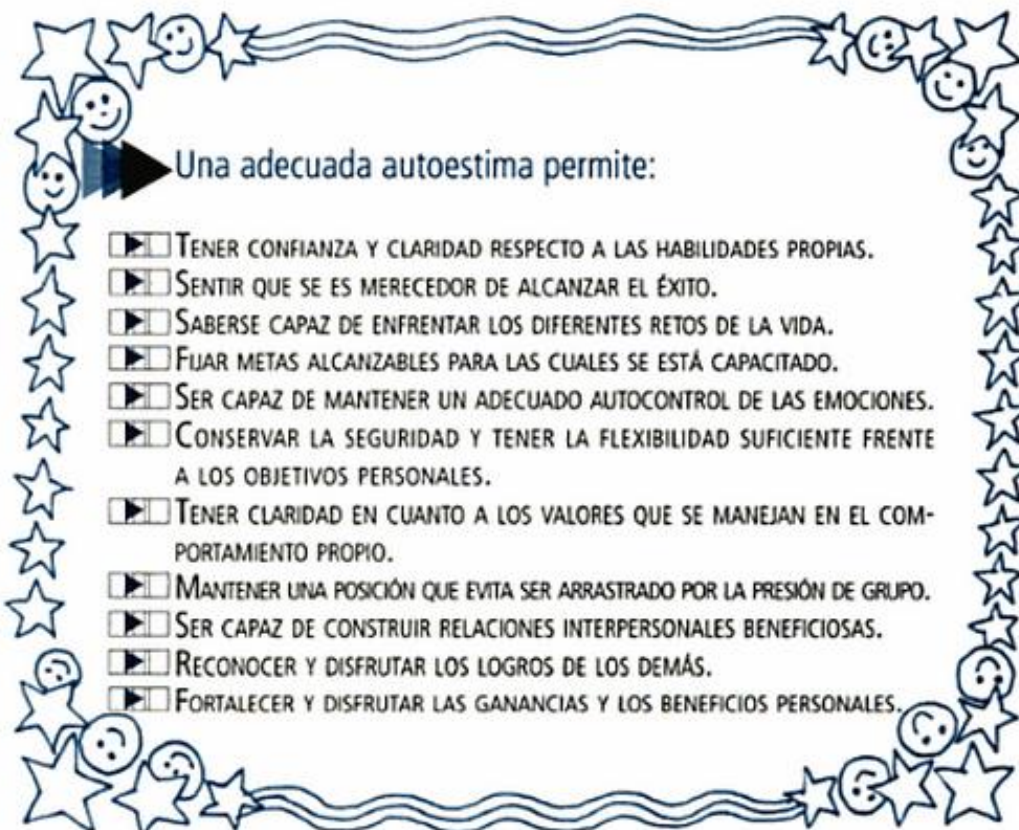 Una adecuada autoestima permite:
TENER CONFIANZA Y CLARIDAD RESPECTO A LAS HABILIDADES PROPIAS.
SENTIR QUE SE ES MERECEDOR DE ALCANZAR EL ÉXITO.
SABERSE CAPAZ DE ENFRENTAR LOS DIFERENTES RETOS DE LA VIDA.
FIJAR METAS ALCANZABLES PARA LAS CUALES SE ESTÁ CAPACITADO.
SER CAPAZ DE MANTENER UN ADECUADO AUTOCONTROL DE LAS EMOCIONES.
CONSERVAR LA SEGURIDAD Y TENER LA FLEXIBILIDAD SUFICIENTE FRENTE
A LOS OBJETIVOS PERSONALES.
TENER CLARIDAD EN CUANTO A LOS VALORES QUE SE MANEJAN EN EL COM-
PORTAMIENTO PROPIO.
MANTENER UNA POSICIÓN QUE EVITA SER ARRASTRADO POR LA PRESIÓN DE GRUPO.
SER CAPAZ DE CONSTRUIR RELACIONES INTERPERSONALES BENEFICIOSAS.
RECONOCER Y DISFRUTAR LOS LOGROS DE LOS DEMÁS.
FORTALECER Y DISFRUTAR LAS GANANCIAS Y LOS BENEFICIOS PERSONALES.